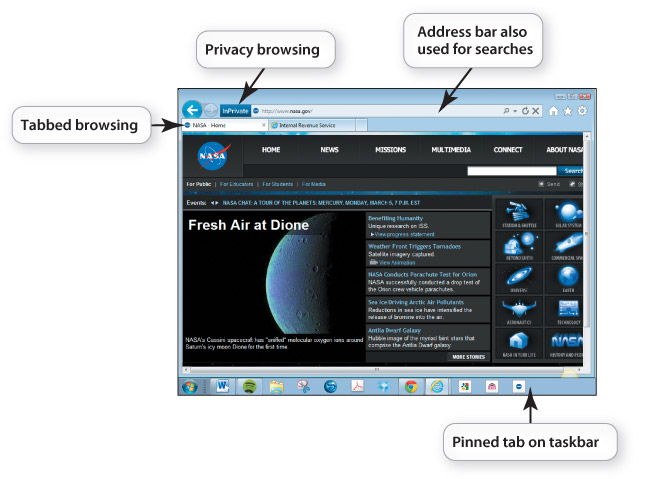 Privacy browsing
Address bar also
used for searches
Tabbed browsing
InPrivate
http://www.nasa.gov/
NASA - Home
Internal Revenue Service
NASA
HOME NEWS MISSIONS MULTIMEDIA CONNECT ABOUT NASA
Search
For Public | For Educators | For Students | For Media
Send
Events: NASA CHAT: A TOUR OF THE PLANETS: MERCURY, MONDAY, MARCH 5, 7 P.M. EST
Fresh Air at Dione
NASA's Cassini spacecraft has "sniffed" molecular oxygen ions around
Saturn's icy moon Dione for the first time.
Benefiting Humanity
Unique research on ISS.
View progress statement
Weather Front Triggers Tornadoes
Satellite imagery captured.
View Animation
NASA Conducts Parachute Test for Orion
NASA successfully conducted a drop test of
the Orion crew vehicle parachutes.
Sea Ice Driving Arctic Air Pollutants
Reductions in sea ice have intensified the
release of bromine into the air.
Antlia Dwarf Galaxy
Hubble image of the myriad faint stars that
comprise the Antlia Dwarf galaxy.
MORE STORIES
STATION & SHUTTLE
SOLAR SYSTEM
BEYOND EARTH
COMMERCIAL
UNIVERSE
EARTH
AERONAUTICS
TECHNOLOGY
NASA IN YOUR LIFE
NASA
HISTORY AND
Pinned tab on taskbar